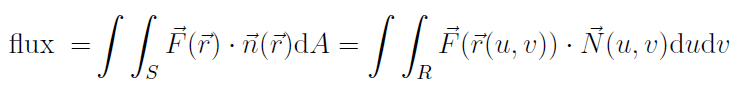 flux = ∫∫_S F⃗(r⃗) · n⃗(r⃗)dA = ∫∫_R F⃗(r⃗(u, v)) · N⃗(u, v)dudv